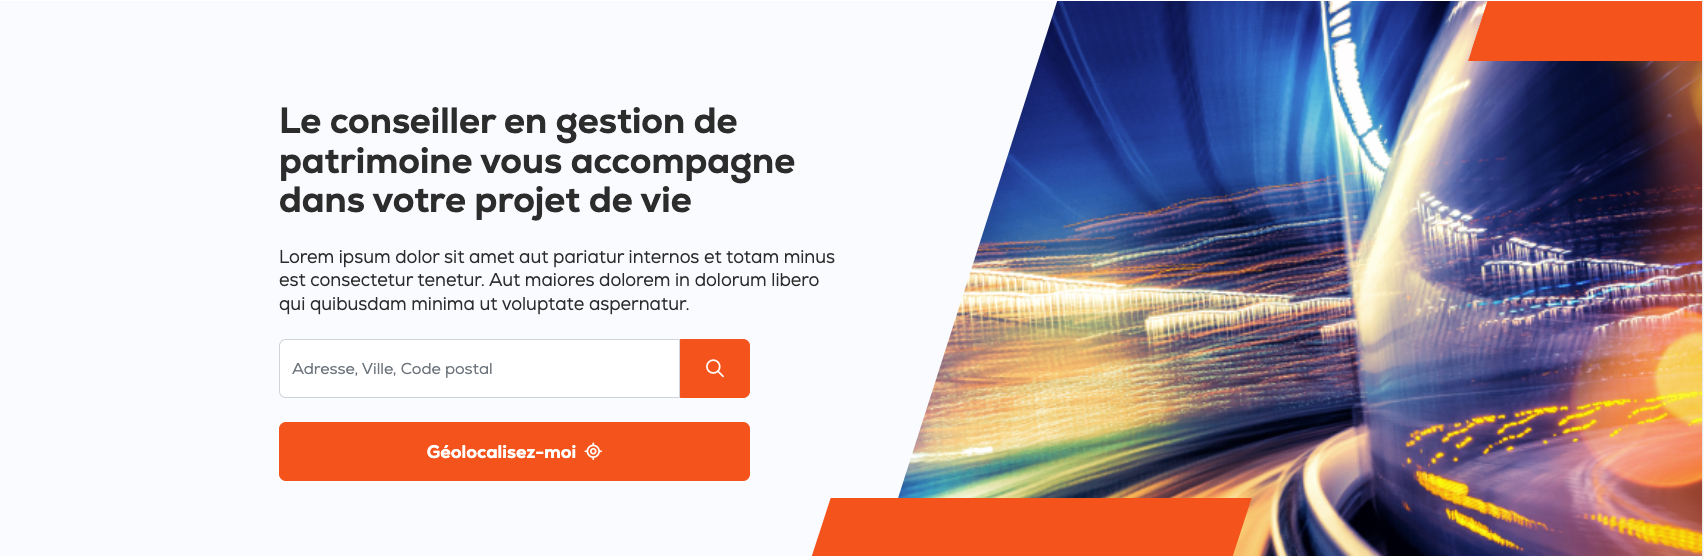 Le conseiller en gestion de
patrimoine vous accompagne
dans votre projet de vie
Lorem ipsum dolor sit amet aut pariatur internos et totam minus
est consectetur tenetur. Aut maiores dolorem in dolorum libero
qui quibusdam minima ut voluptate aspernatur.
Adresse, Ville, Code postal
Géolocalisez-moi